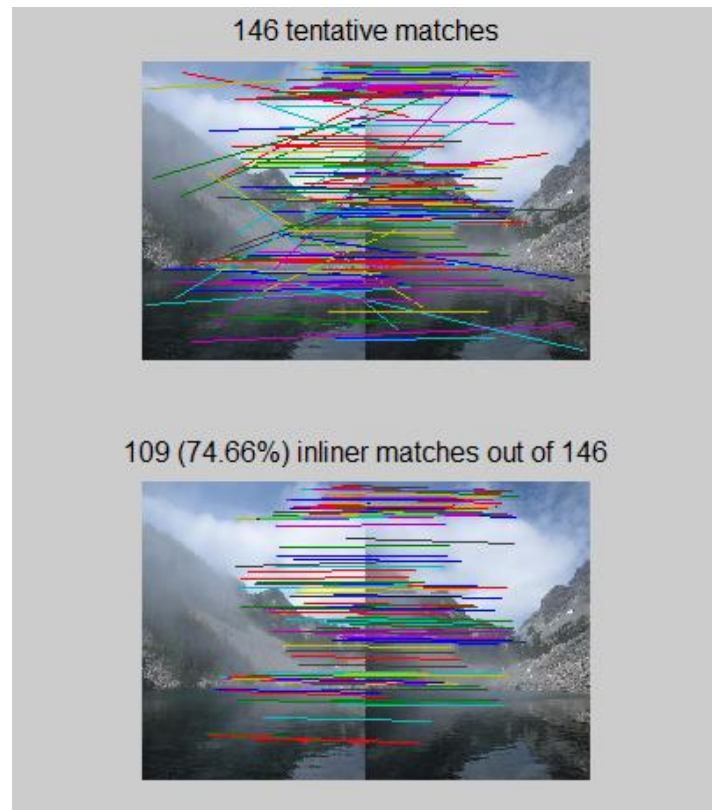 146 tentative matches
109 (74.66%) inliner matches out of 146